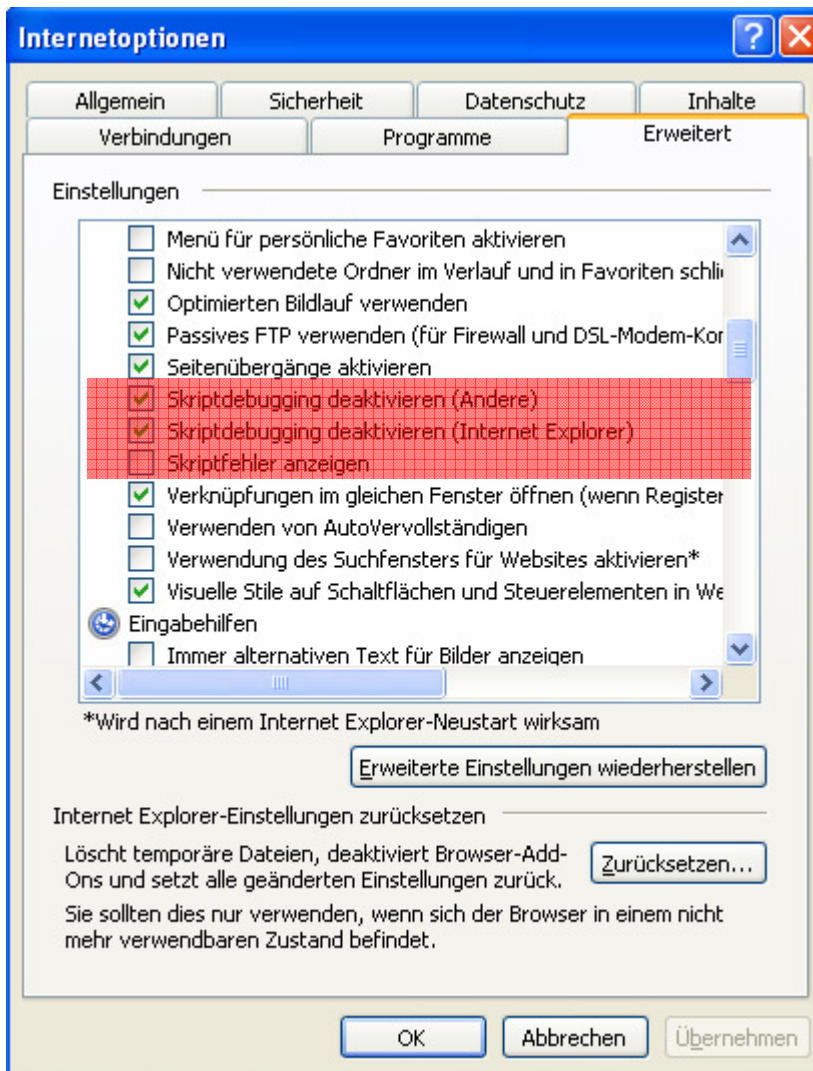 Internetoptionen
Allgemein Sicherheit Datenschutz Inhalte
Verbindungen Programme Erweitert
Einstellungen
Menü für persönliche Favoriten aktivieren
Nicht verwendete Ordner im Verlauf und in Favoriten schli
Optimierten Bildlauf verwenden
Passives FTP verwenden (für Firewall und DSL-Modem-Kor
Seitenübergänge aktivieren
Skriptdebugging deaktivieren (Andere)
Skriptdebugging deaktivieren (Internet Explorer)
Skriptfehler anzeigen
Verknüpfungen im gleichen Fenster öffnen (wenn Register
Verwenden von AutoVervollständigen
Verwendung des Suchfensters für Websites aktivieren*
Visuelle Stile auf Schaltflächen und Steuerelementen in We
Eingabehilfen
Immer alternativen Text für Bilder anzeigen
*Wird nach einem Internet Explorer-Neustart wirksam
Erweiterte Einstellungen wiederherstellen
Internet Explorer-Einstellungen zurücksetzen
Löscht temporäre Dateien, deaktiviert Browser-Add-
Ons und setzt alle geänderten Einstellungen zurück.
Zurücksetzen...
Sie sollten dies nur verwenden, wenn sich der Browser in einem nicht
mehr verwendbaren Zustand befindet.
OK Abbrechen Übernehmen